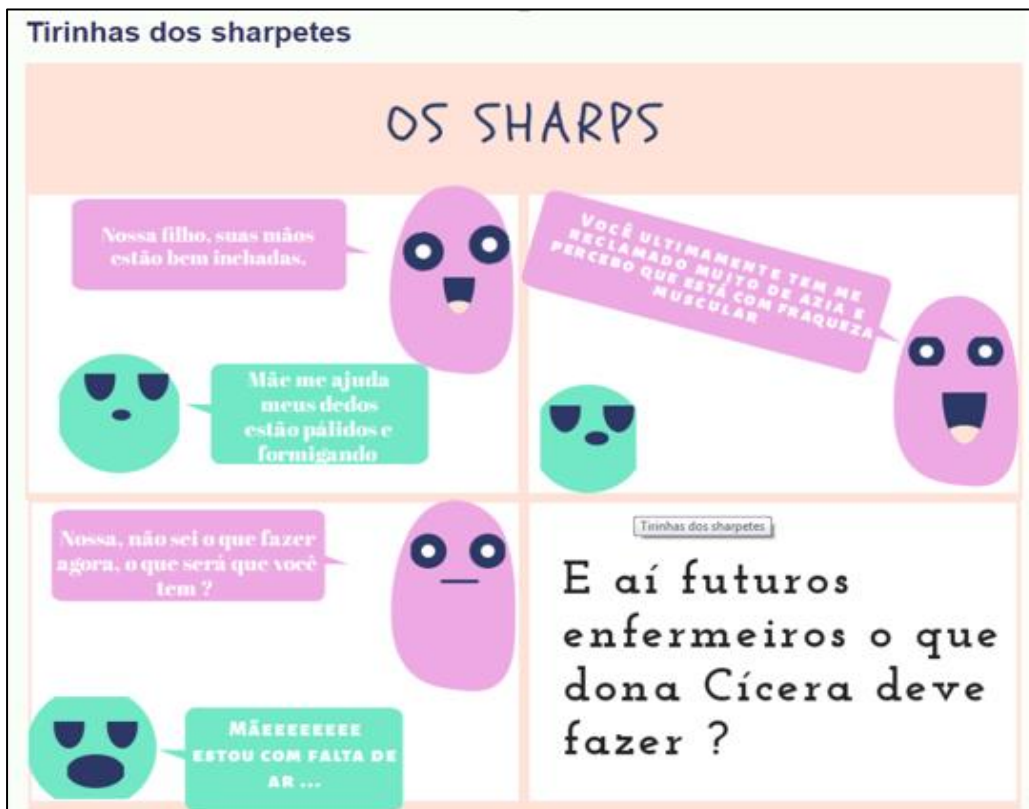 Tirinhas dos sharpetes
OS SHARPS
Nossa filho, suas mãos
estão bem inchadas.
Mãe me ajuda
meus dedos
estão pálidos e
formigando
VOCÊ ULTIMAMENTE TEM ME
RECLAMADO MUITO DE AZIA E
PERCEBO QUE ESTÁ COM FRAQUEZA
MUSCULAR
Nossa, não sei o que fazer
agora, o que será que você
tem ?
MÃEEEEEEEEE
ESTOU COM FALTA DE
AR ...
Tirinhas dos sharpetes
E aí futuros
enfermeiros o que
dona Cícera deve
fazer ?